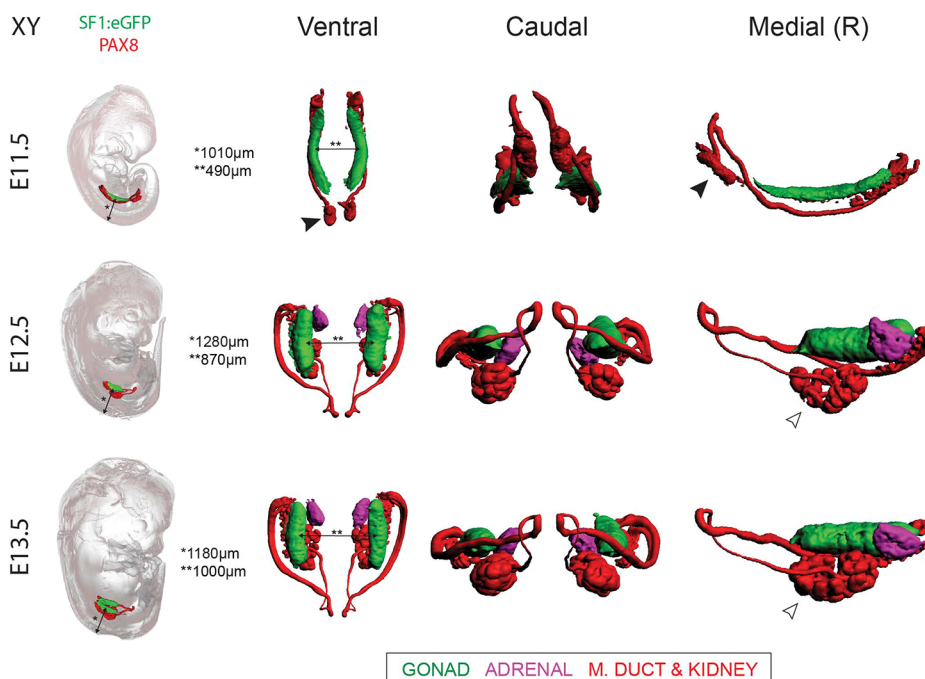 XY
SF1:eGFP
PAX8
Ventral
Caudal
Medial (R)
E11.5
*1010µm
**490µm
*
**
E12.5
*1280µm
**870µm
*
**
E13.5
*1180µm
**1000µm
*
**
GONAD ADRENAL M. DUCT & KIDNEY